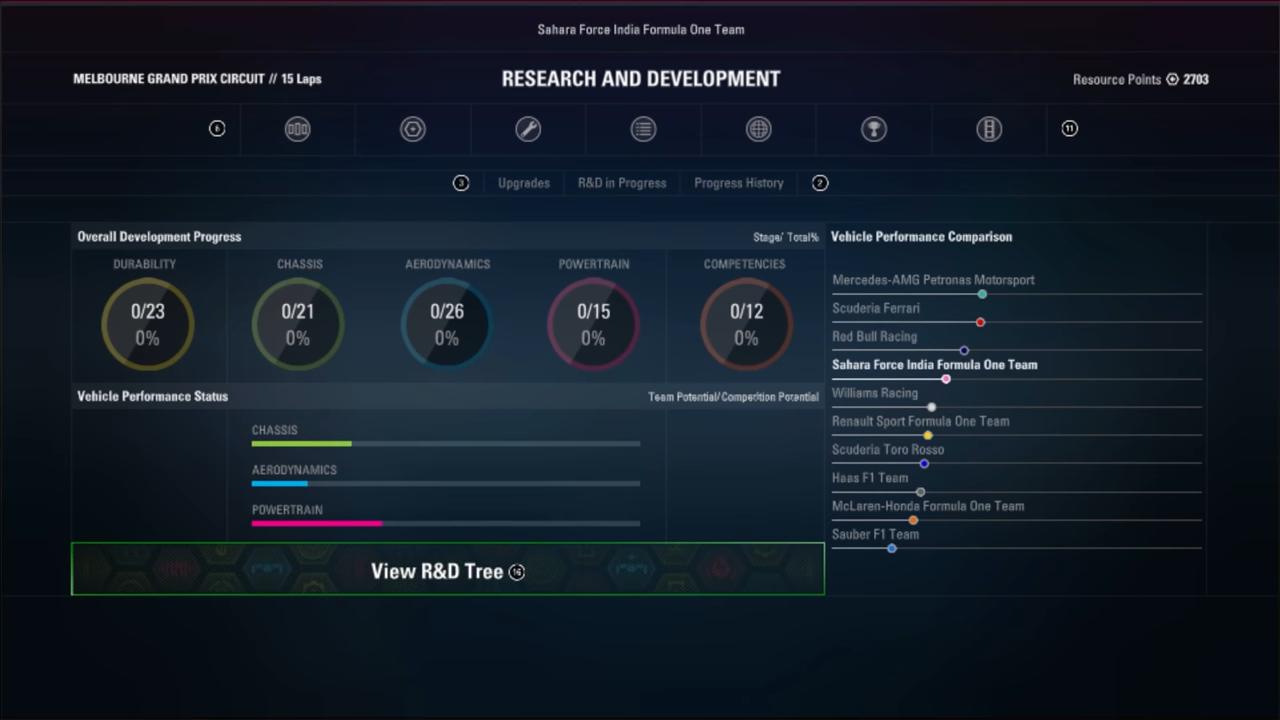 Sahara Force India Formula One Team
MELBOURNE GRAND PRIX CIRCUIT // 15 Laps
RESEARCH AND DEVELOPMENT
Resource Points 2703
6
11
3
Upgrades
R&D in Progress
Progress History
2
Overall Development Progress
Stage/ Total%
DURABILITY
CHASSIS
AERODYNAMICS
POWERTRAIN
COMPETENCIES
0/23
0/21
0/26
0/15
0/12
0%
0%
0%
0%
0%
Vehicle Performance Status
Team Potential/Competition Potential
CHASSIS
AERODYNAMICS
POWERTRAIN
View R&D Tree 16
Vehicle Performance Comparison
Mercedes-AMG Petronas Motorsport
Scuderia Ferrari
Red Bull Racing
Sahara Force India Formula One Team
Williams Racing
Renault Sport Formula One Team
Scuderia Toro Rosso
Haas F1 Team
McLaren-Honda Formula One Team
Sauber F1 Team